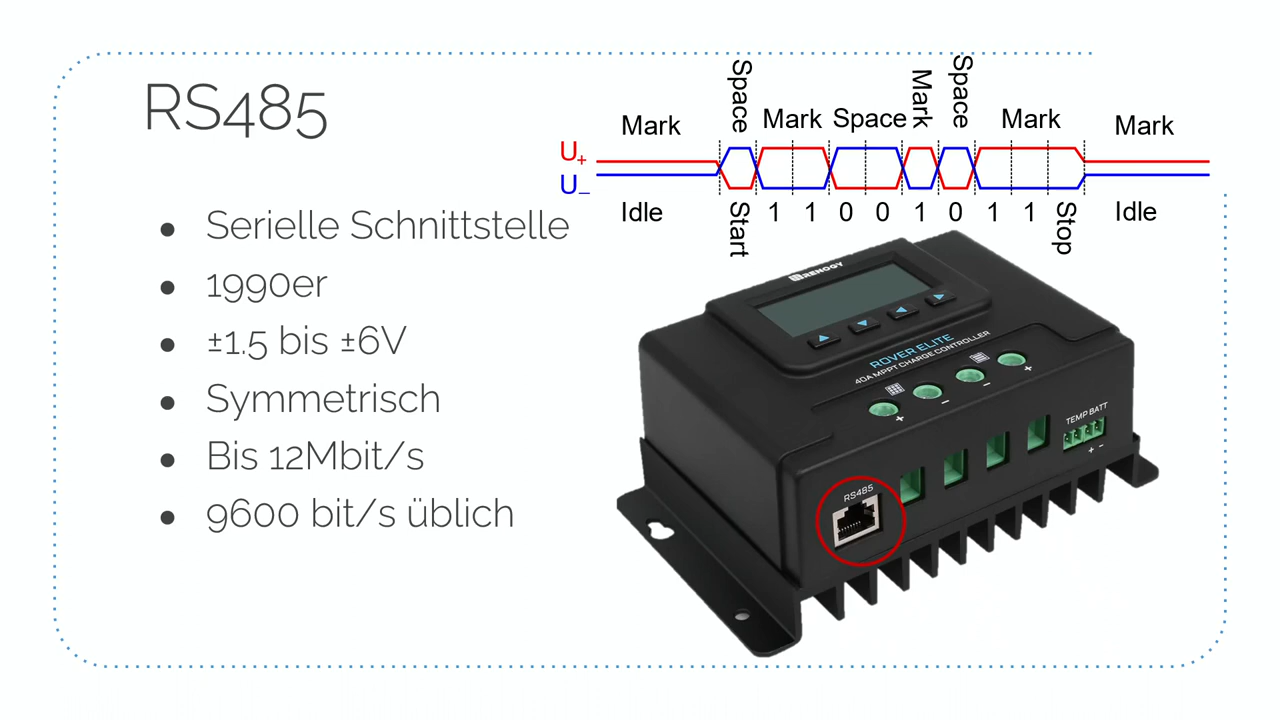 RS485
• Serielle Schnittstelle
• 1990er
• ±1.5 bis ±6V
• Symmetrisch
• Bis 12Mbit/s
• 9600 bit/s üblich
Mark Space Mark Space Mark Space Mark Mark
U+
U−
Idle Start 1 1 0 0 1 0 1 1 Stop Idle
RENOGY
ROVER ELITE
40A MPPT CHARGE CONTROLLER
+ − − +
TEMP BATT
+ −
RS485